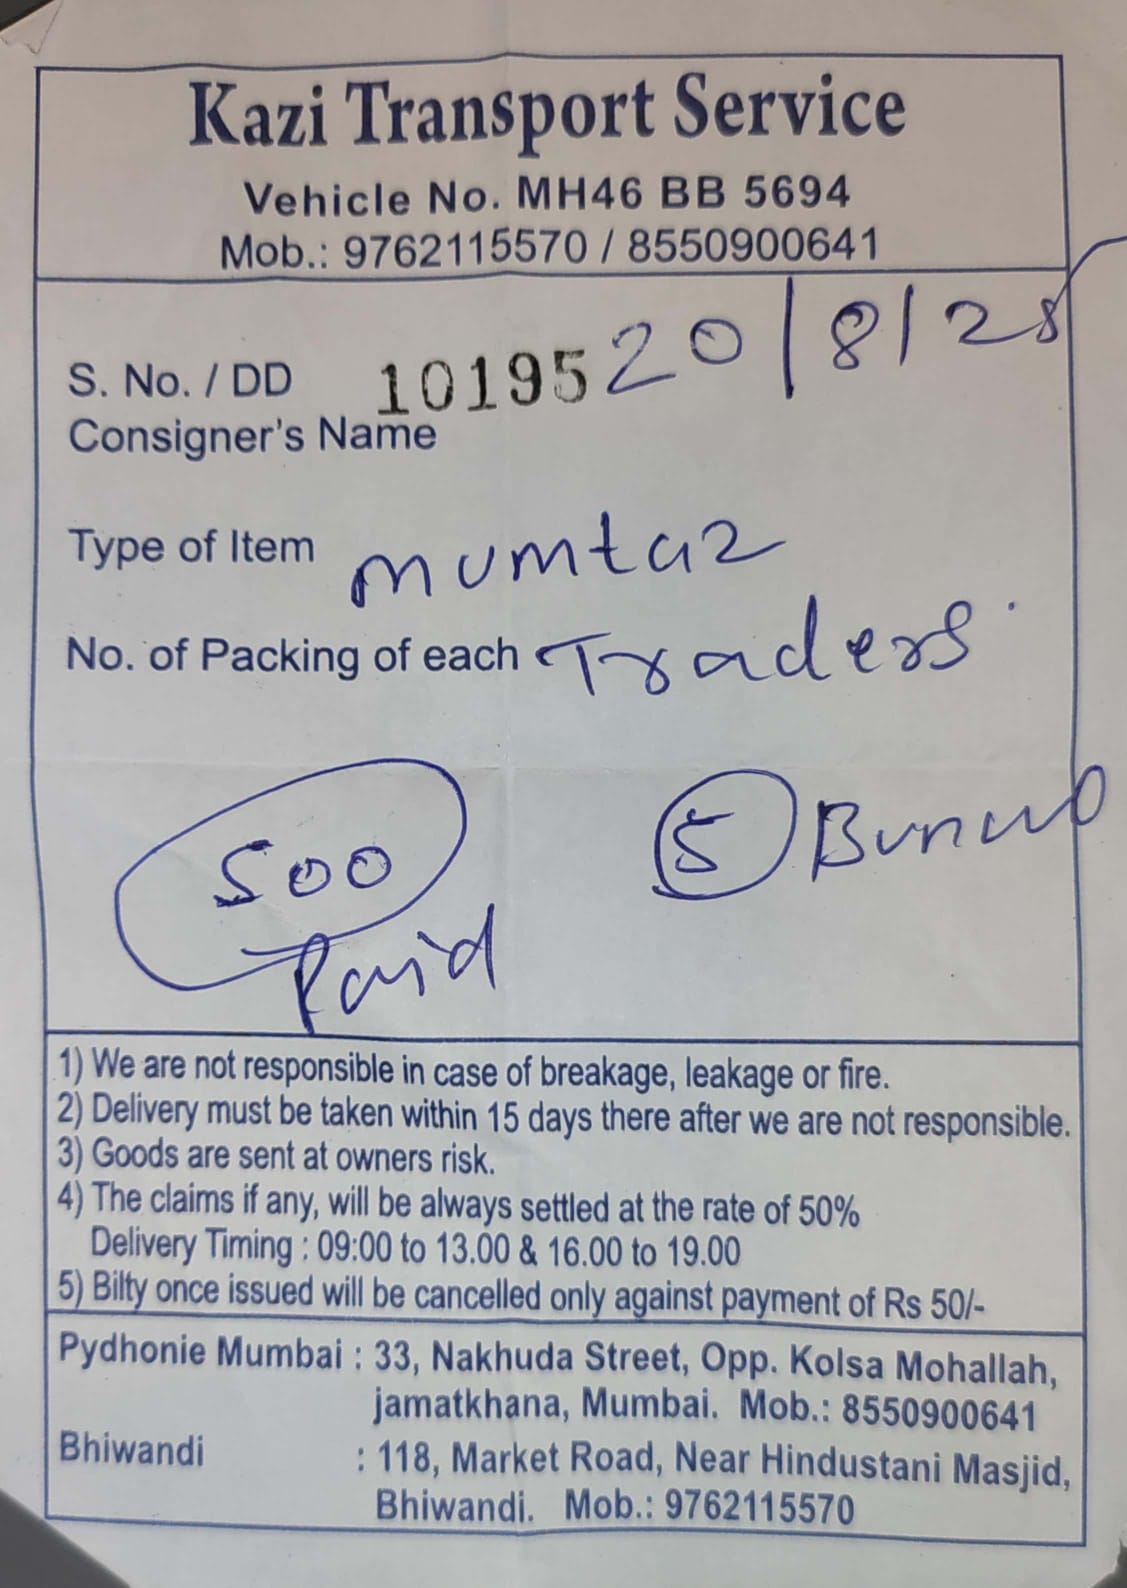 Kazi Transport Service
Vehicle No. MH46 BB 5694
Mob.: 9762115570 / 8550900641
S. No. / DD 10195 20/8/25
Consigner's Name
Type of Item mumtaz
No. of Packing of each Traders
500 5
Paid
1) We are not responsible in case of breakage, leakage or fire.
2) Delivery must be taken within 15 days there after we are not responsible.
3) Goods are sent at owners risk.
4) The claims if any, will be always settled at the rate of 50%
Delivery Timing : 09:00 to 13.00 & 16.00 to 19.00
5) Bilty once issued will be cancelled only against payment of Rs 50/-
Pydhonie Mumbai : 33, Nakhuda Street, Opp. Kolsa Mohallah,
jamatkhana, Mumbai. Mob.: 8550900641
Bhiwandi : 118, Market Road, Near Hindustani Masjid,
Bhiwandi. Mob.: 9762115570